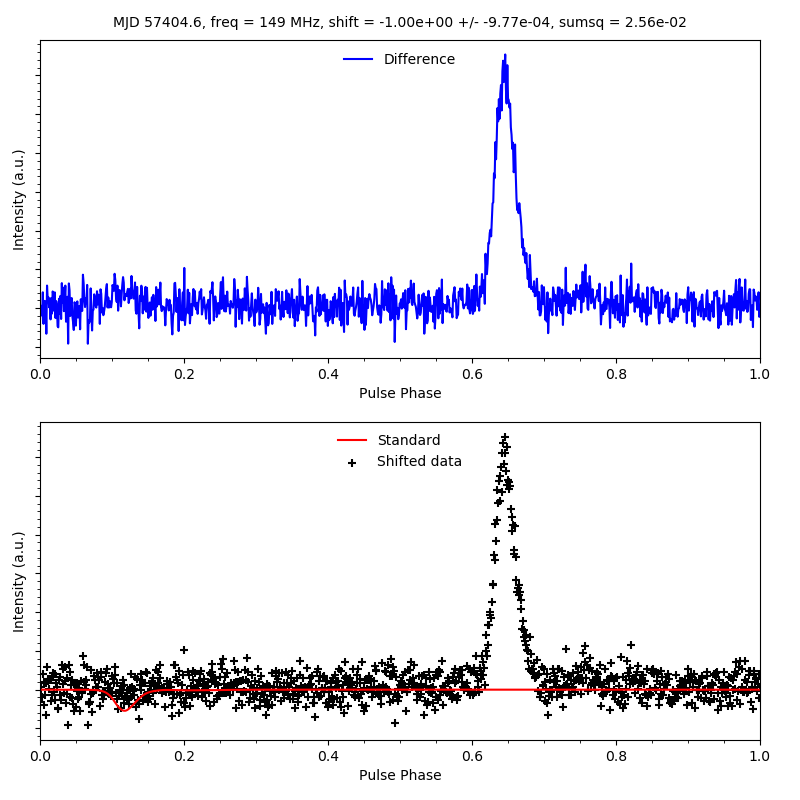 MJD 57404.6, freq = 149 MHz, shift = -1.00e+00 +/- -9.77e-04, sumsq = 2.56e-02
Difference
Intensity (a.u.)
0.0 0.2 0.4 0.6 0.8 1.0
Pulse Phase
Standard
Shifted data
Intensity (a.u.)
0.0 0.2 0.4 0.6 0.8 1.0
Pulse Phase